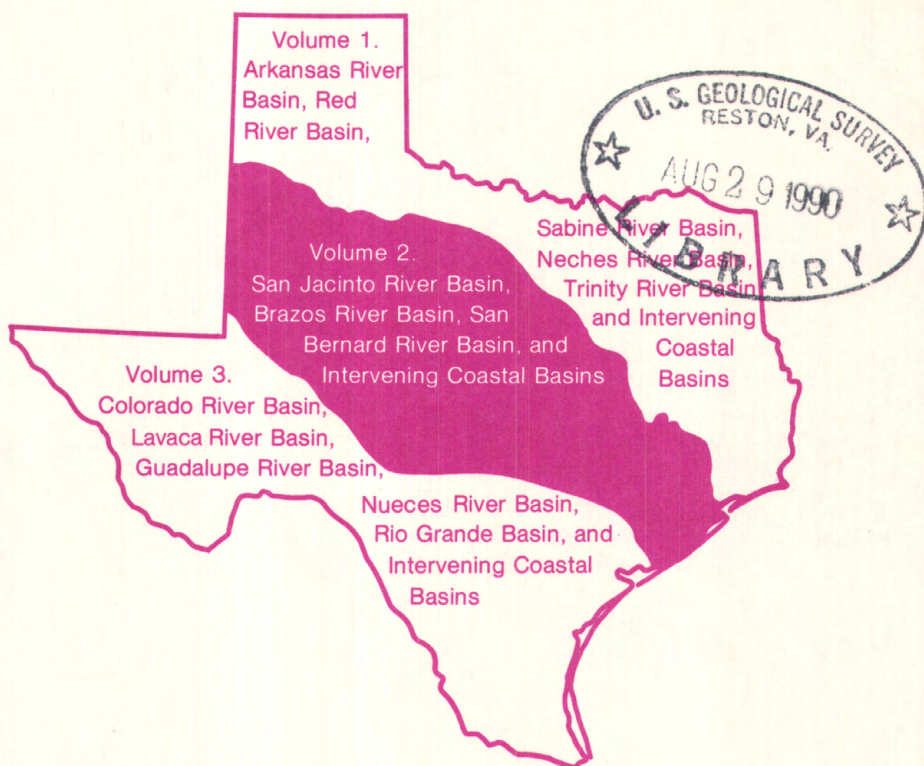 Volume 1.
Arkansas River
Basin, Red
River Basin,
U. S. GEOLOGICAL SURVEY
RESTON, VA.
AUG 29 1990
LIBRARY
Sabine River Basin,
Neches River Basin,
Trinity River Basin
and Intervening
Coastal
Basins
Volume 2.
San Jacinto River Basin,
Brazos River Basin, San
Bernard River Basin, and
Intervening Coastal Basins
Volume 3.
Colorado River Basin,
Lavaca River Basin,
Guadalupe River Basin,
Nueces River Basin,
Rio Grande Basin, and
Intervening Coastal
Basins